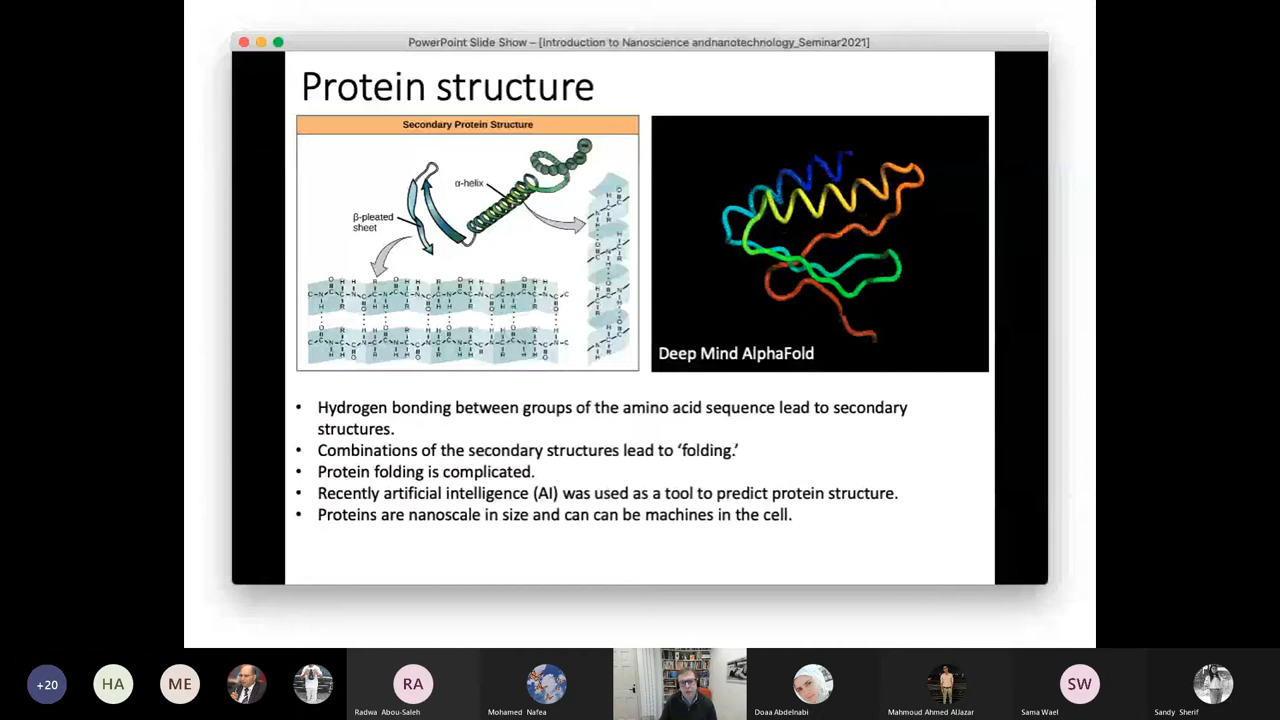 PowerPoint Slide Show – [Introduction to Nanoscience andnanotechnology_Seminar2021]
Protein structure
Secondary Protein Structure
α-helix
β-pleated
sheet
Deep Mind AlphaFold
• Hydrogen bonding between groups of the amino acid sequence lead to secondary
structures.
• Combinations of the secondary structures lead to ‘folding.’
• Protein folding is complicated.
• Recently artificial intelligence (AI) was used as a tool to predict protein structure.
• Proteins are nanoscale in size and can can be machines in the cell.
+20
HA
ME
RA
SW
Radwa Abou-Saleh
Mohamed Nafea
Doaa Abdelnabi
Mahmoud Ahmed AlJazar
Sama Wael
Sandy Sherif